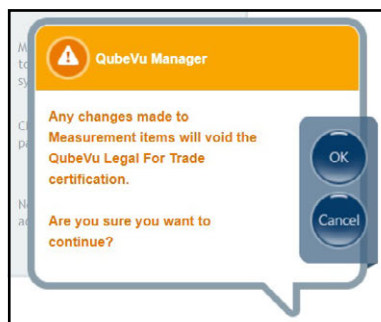 QubeVu Manager
Any changes made to
Measurement items will void the
QubeVu Legal For Trade
certification.
Are you sure you want to
continue?
OK
Cancel